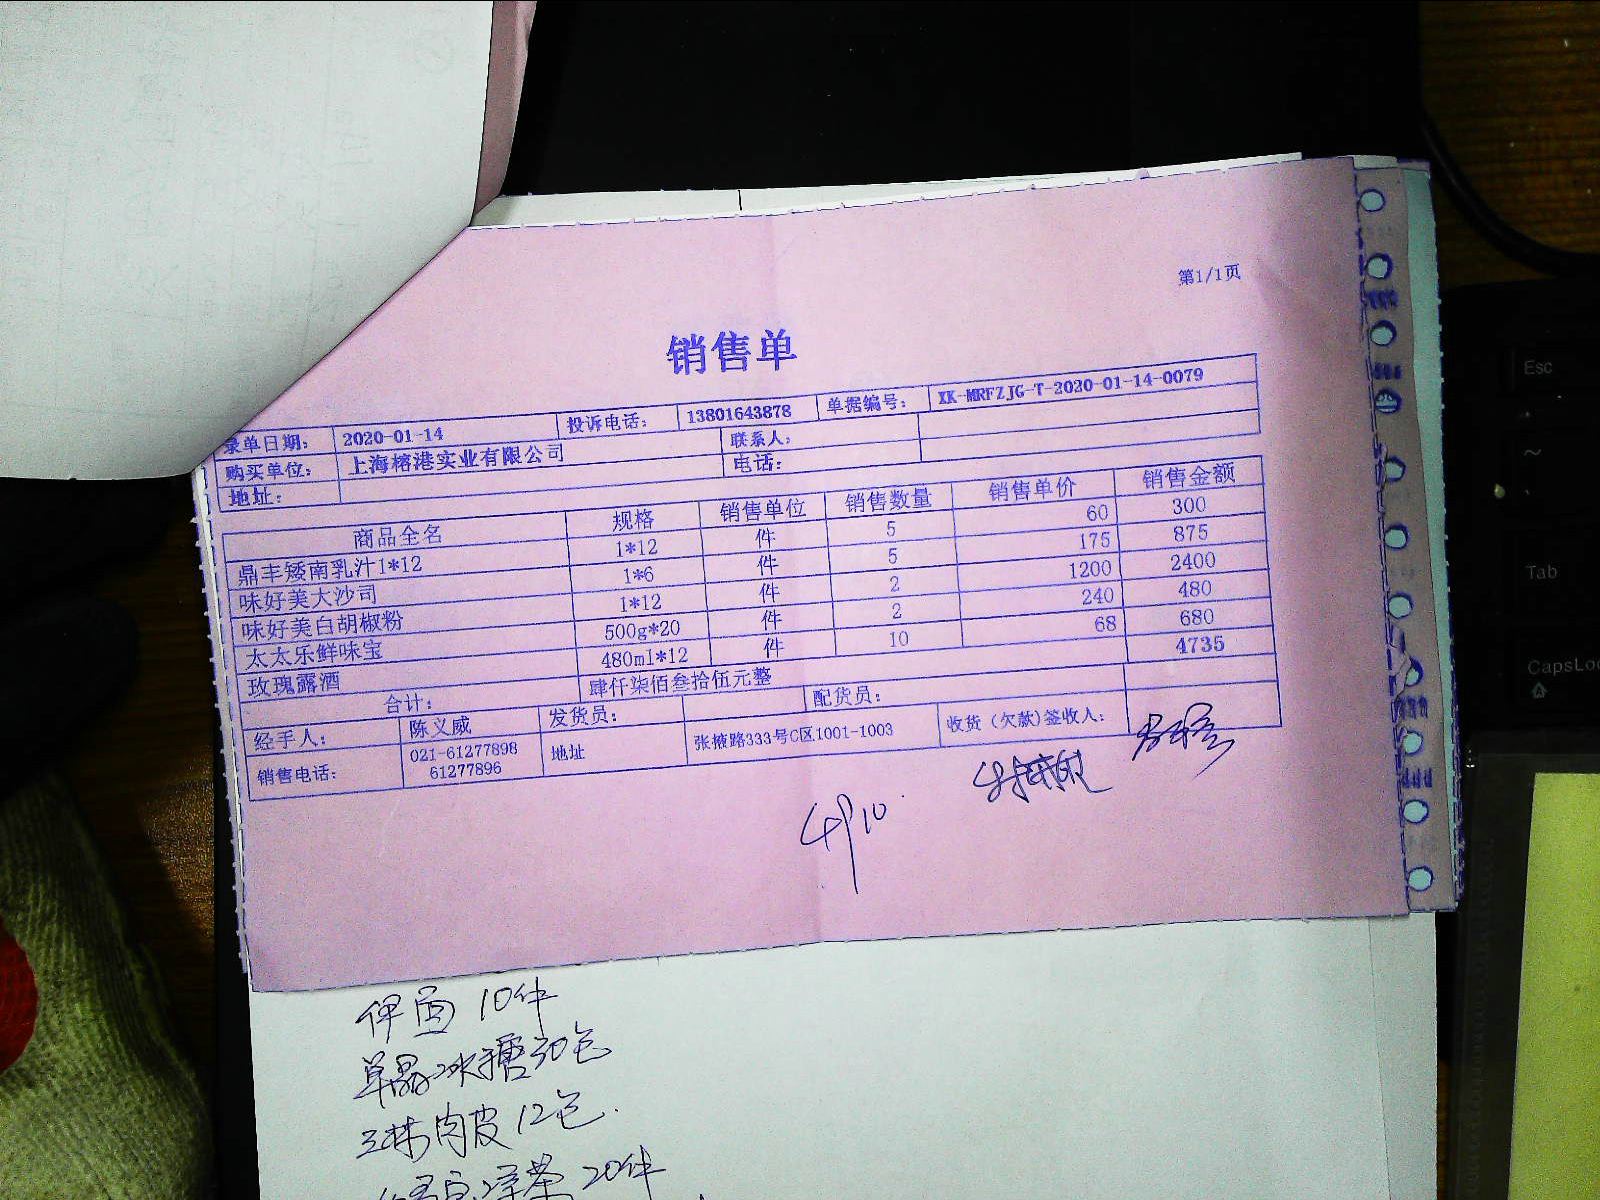 第1/1页
销售单
录单日期： 2020-01-14 投诉电话： 13801643878 单据编号： XK-MRFZJG-T-2020-01-14-0079
购买单位： 上海榕港实业有限公司 联系人：
地址： 电话：
商品全名 规格 销售单位 销售数量 销售单价 销售金额
鼎丰矮南乳汁1*12 1*12 件 5 60 300
味好美大沙司 1*6 件 5 175 875
味好美白胡椒粉 1*12 件 2 1200 2400
太太乐鲜味宝 500g*20 件 2 240 480
玫瑰露酒 480ml*12 件 10 68 680
合计： 肆仟柒佰叁拾伍元整 4735
经手人： 陈义威 发货员： 配货员：
销售电话： 021-61277898 地址 张掖路333号C区1001-1003 收货（欠款)签收人：
61277896
10件
单晶冰糖30包
肉皮12包.
20件
Esc
~
Tab